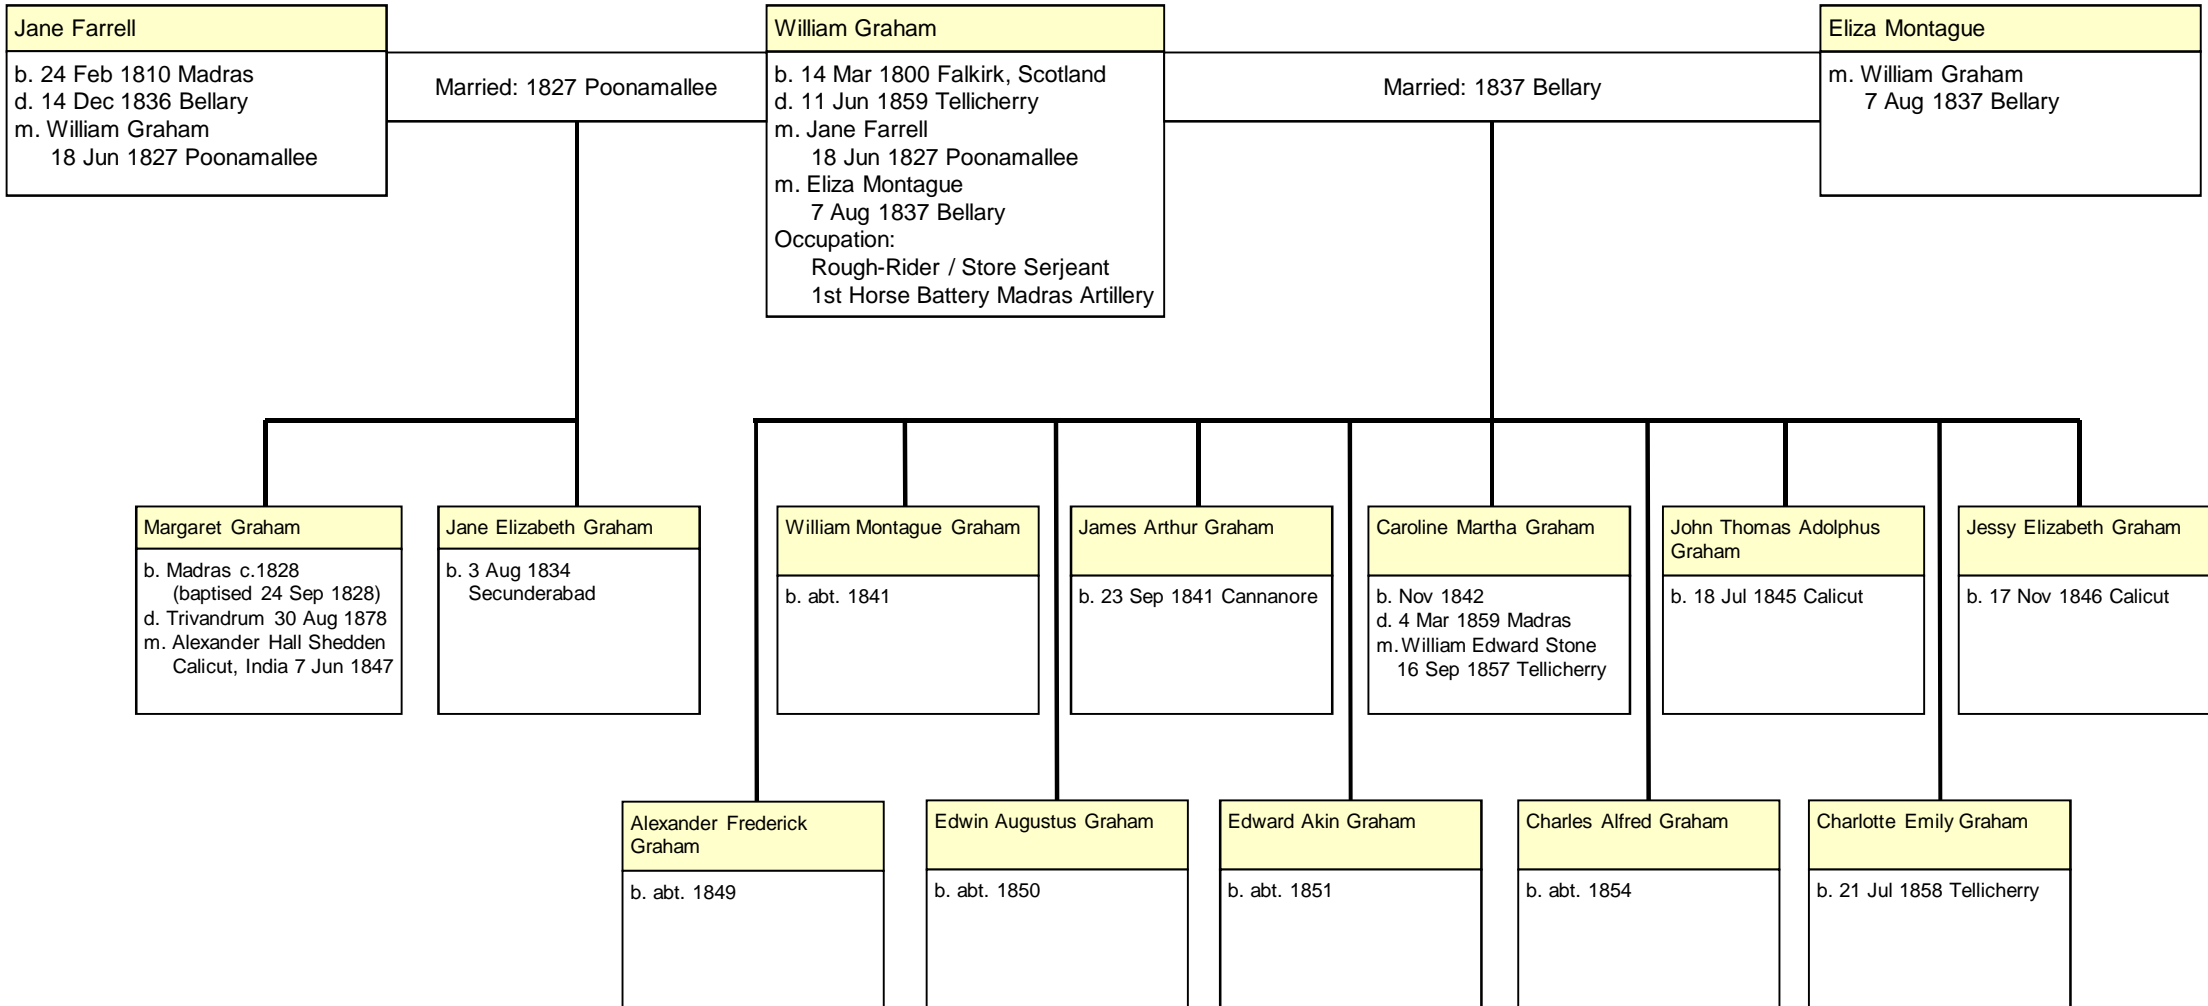 Jane Farrell
b. 24 Feb 1810 Madras
d. 14 Dec 1836 Bellary
m. William Graham
18 Jun 1827 Poonamallee
Married: 1827 Poonamallee
William Graham
b. 14 Mar 1800 Falkirk, Scotland
d. 11 Jun 1859 Tellicherry
m. Jane Farrell
18 Jun 1827 Poonamallee
m. Eliza Montague
7 Aug 1837 Bellary
Occupation:
Rough-Rider / Store Serjeant
1st Horse Battery Madras Artillery
Married: 1837 Bellary
Eliza Montague
m. William Graham
7 Aug 1837 Bellary
Margaret Graham
b. Madras c.1828
(baptised 24 Sep 1828)
d. Trivandrum 30 Aug 1878
m. Alexander Hall Shedden
Calicut, India 7 Jun 1847
Jane Elizabeth Graham
b. 3 Aug 1834
Secunderabad
William Montague Graham
b. abt. 1841
James Arthur Graham
b. 23 Sep 1841 Cannanore
Caroline Martha Graham
b. Nov 1842
d. 4 Mar 1859 Madras
m. William Edward Stone
16 Sep 1857 Tellicherry
John Thomas Adolphus
Graham
b. 18 Jul 1845 Calicut
Jessy Elizabeth Graham
b. 17 Nov 1846 Calicut
Alexander Frederick
Graham
b. abt. 1849
Edwin Augustus Graham
b. abt. 1850
Edward Akin Graham
b. abt. 1851
Charles Alfred Graham
b. abt. 1854
Charlotte Emily Graham
b. 21 Jul 1858 Tellicherry